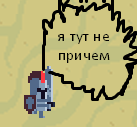 я тут не
причем